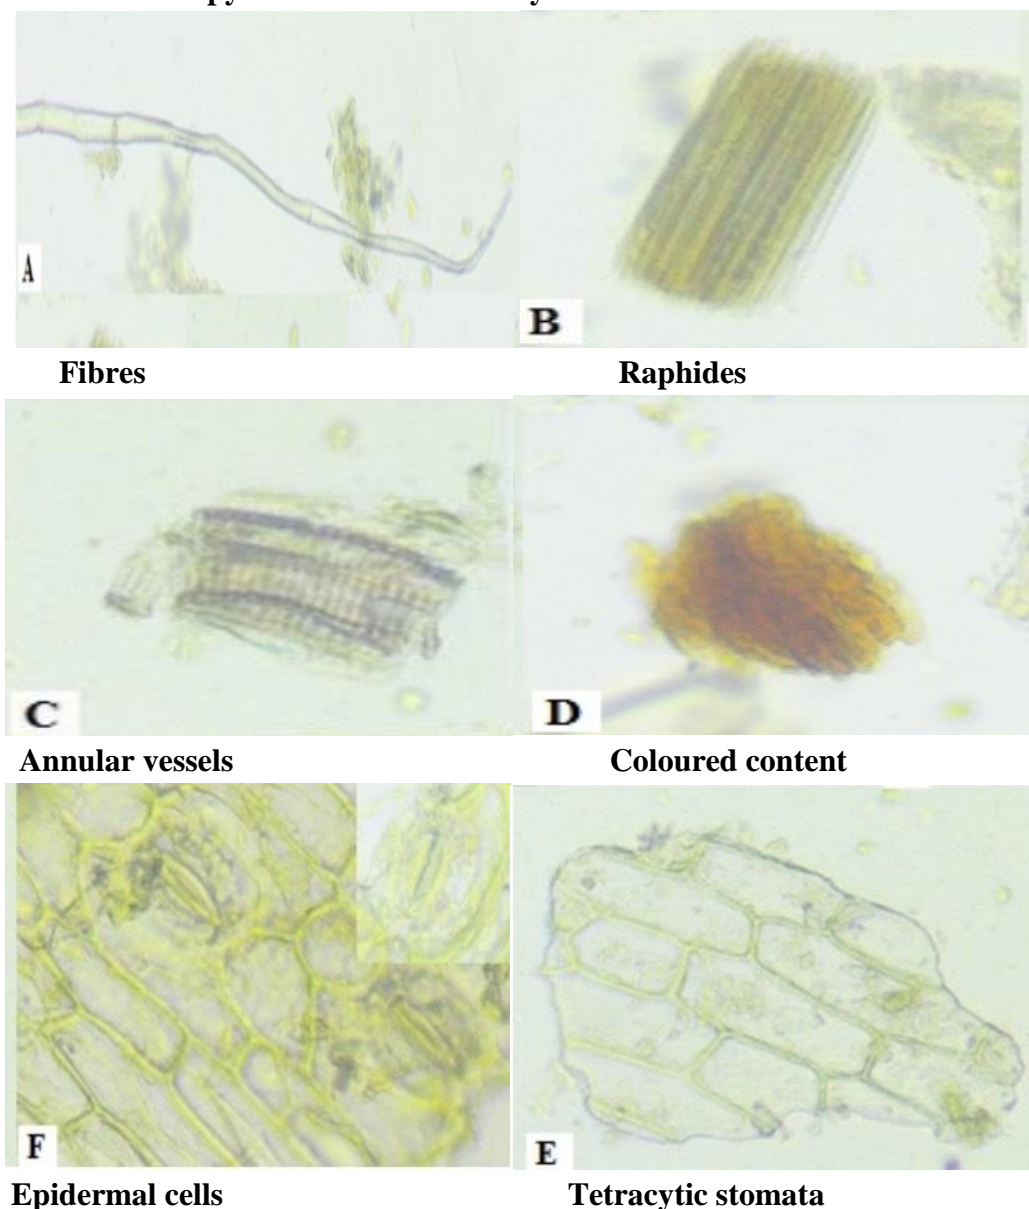 A
B
Fibres Raphides
C
D
Annular vessels Coloured content
F
E
Epidermal cells Tetracytic stomata